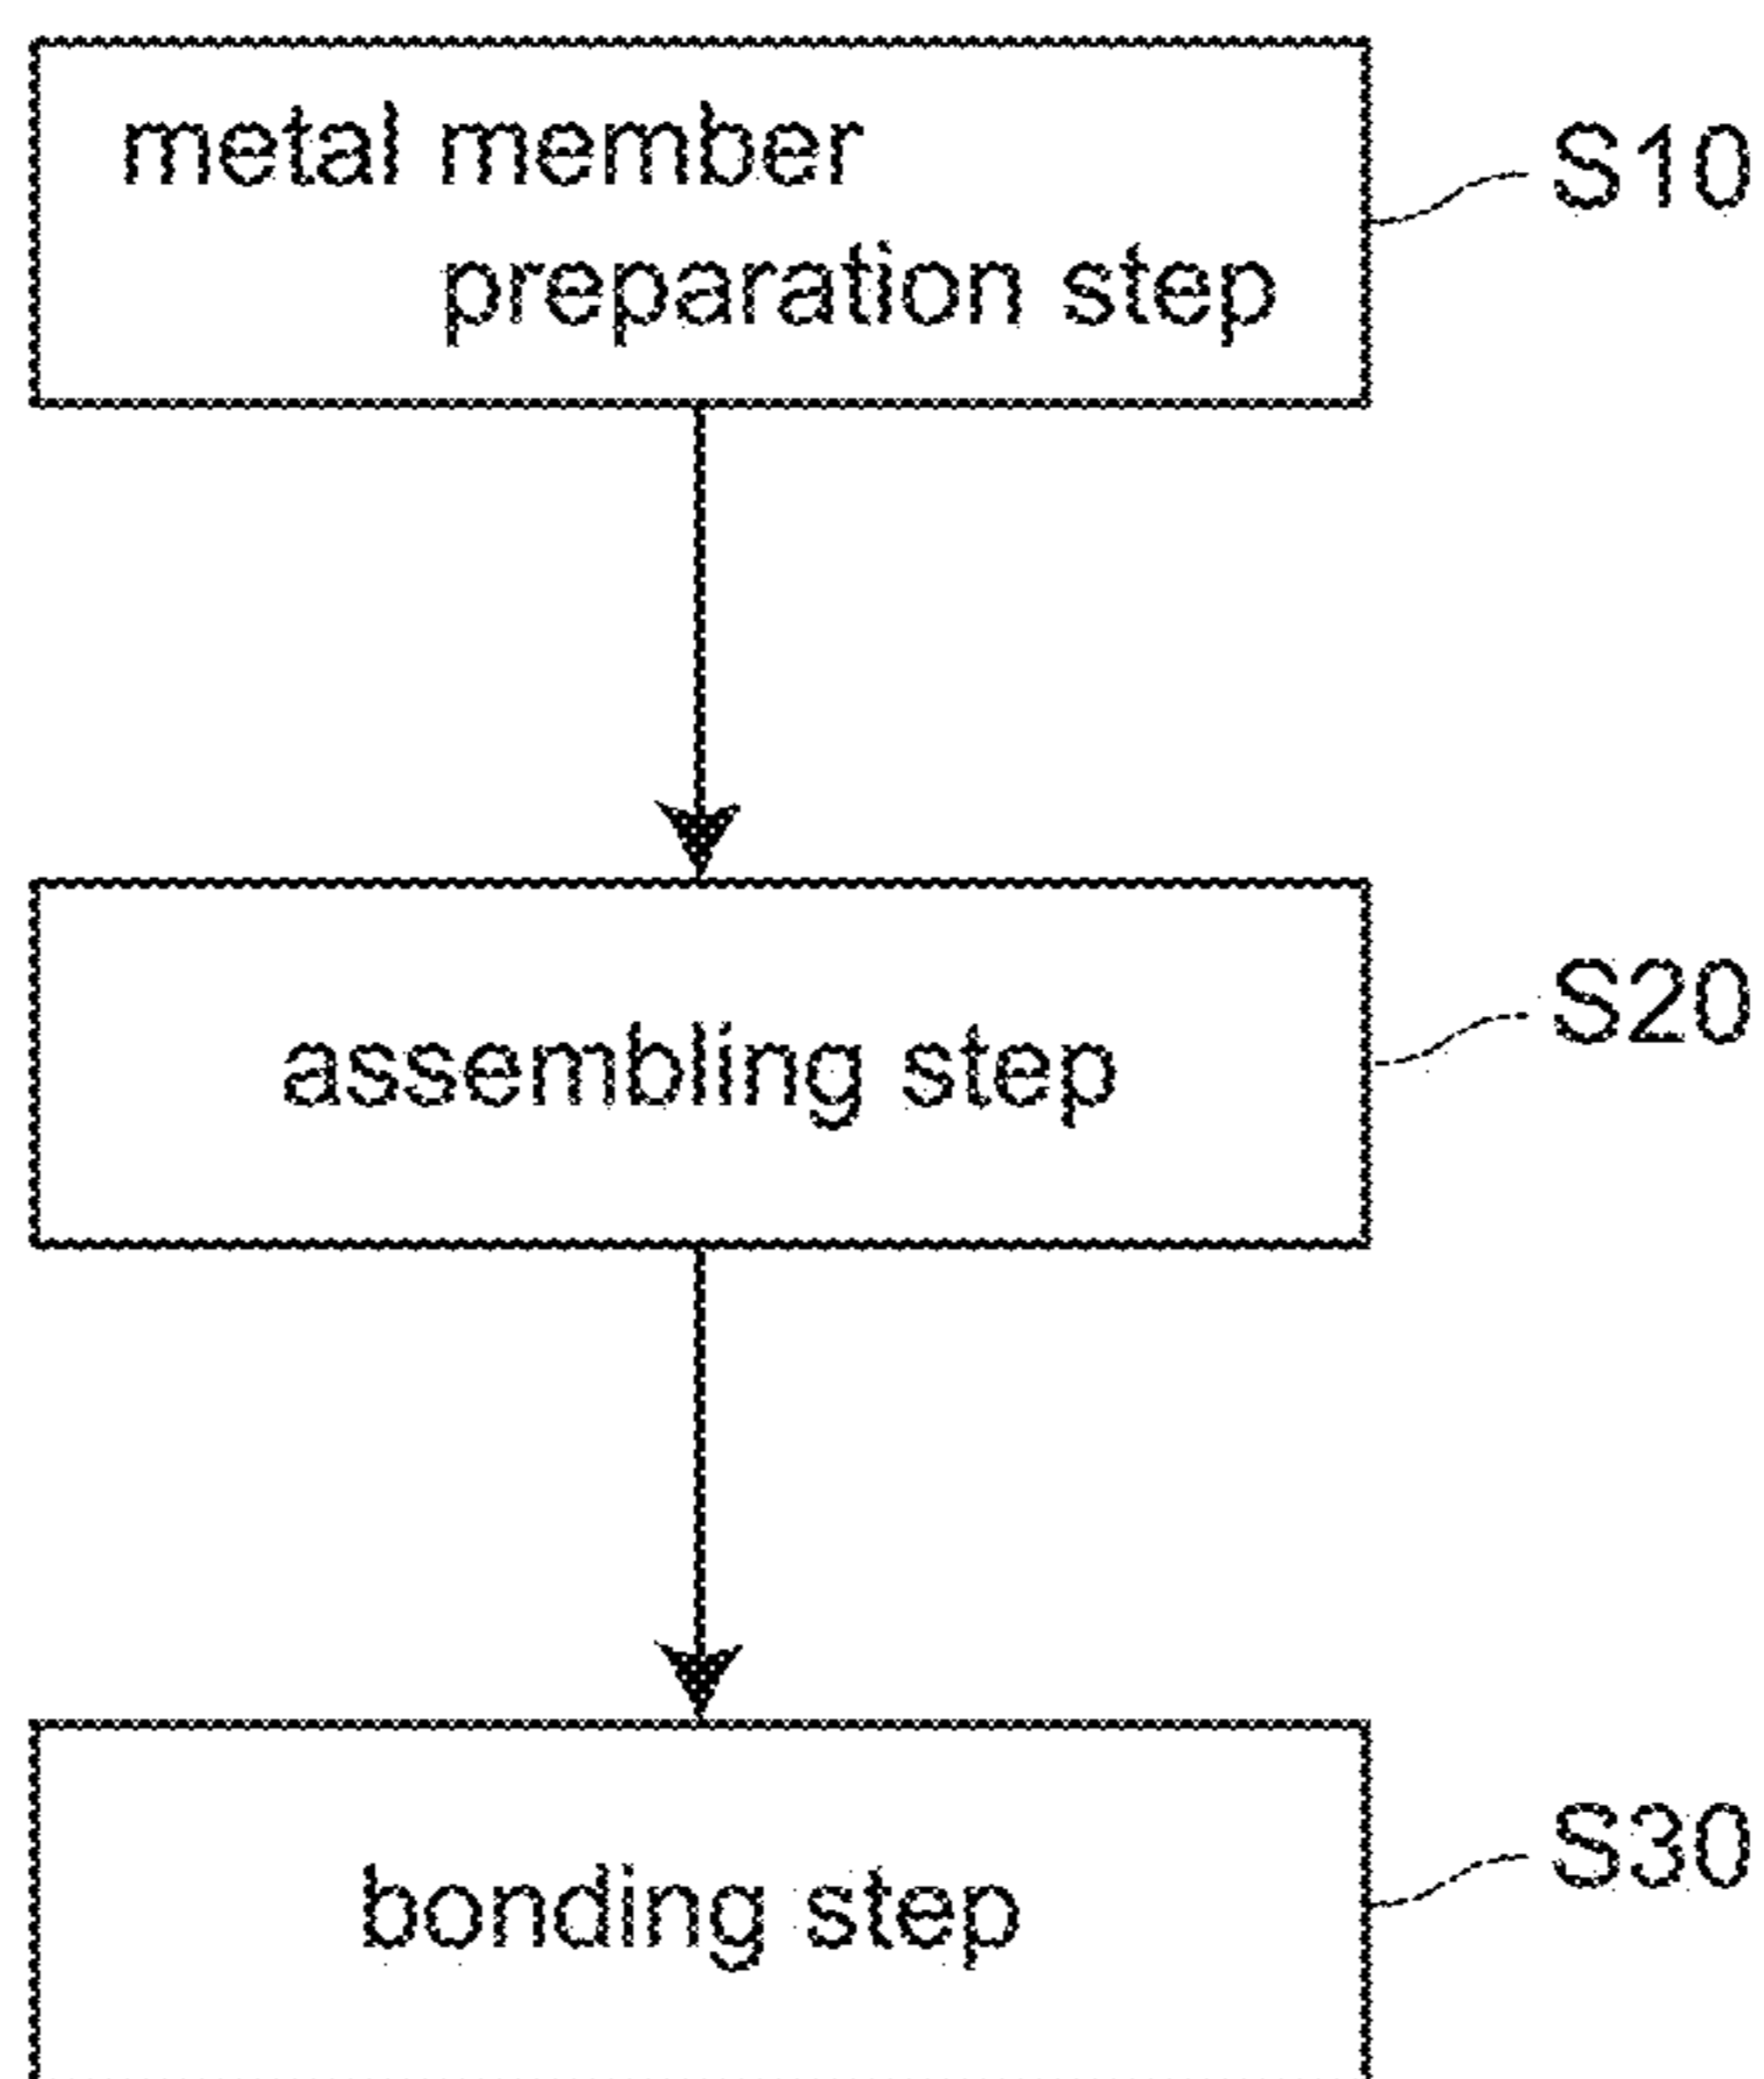 metal member
preparation step
S10
assembling step
S20
bonding step
S30